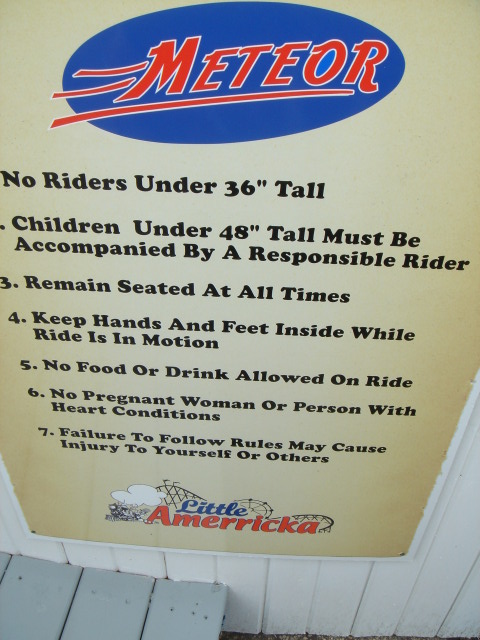 METEOR
No Riders Under 36" Tall
. Children Under 48" Tall Must Be
Accompanied By A Responsible Rider
3. Remain Seated At All Times
4. Keep Hands And Feet Inside While
Ride Is In Motion
5. No Food Or Drink Allowed On Ride
6. No Pregnant Woman Or Person With
Heart Conditions
7. Failure To Follow Rules May Cause
Injury To Yourself Or Others
Little
Amerricka